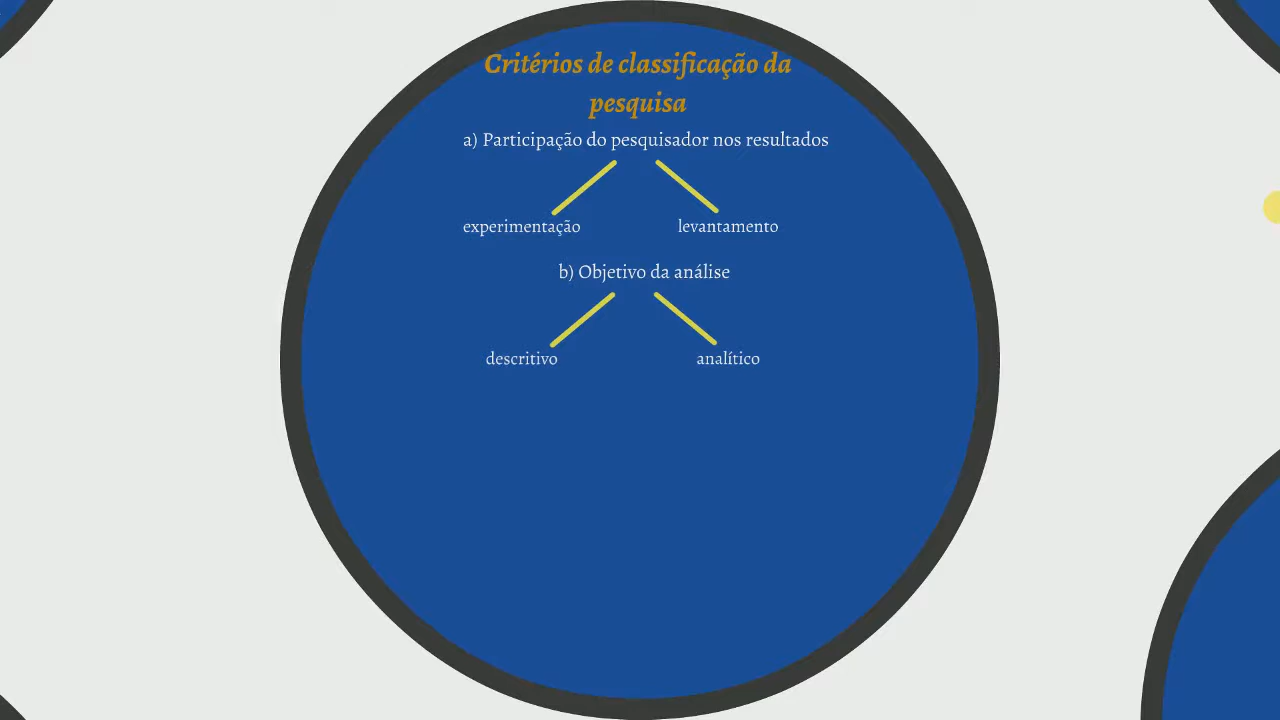 Critérios de classificação da
pesquisa
a) Participação do pesquisador nos resultados
experimentação levantamento
b) Objetivo da análise
descritivo analítico